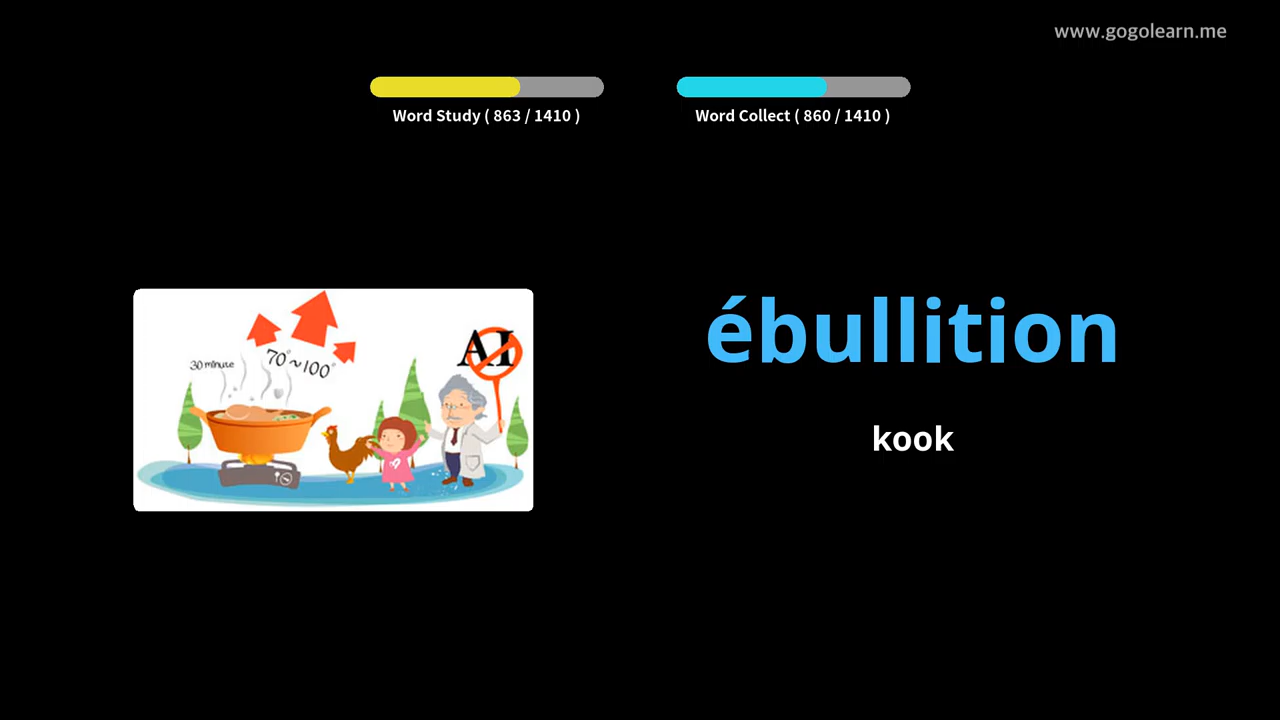 www.gogolearn.me
Word Study ( 863 / 1410 )
Word Collect ( 860 / 1410 )
30 minute
70°~100°
AI
ébullition
kook